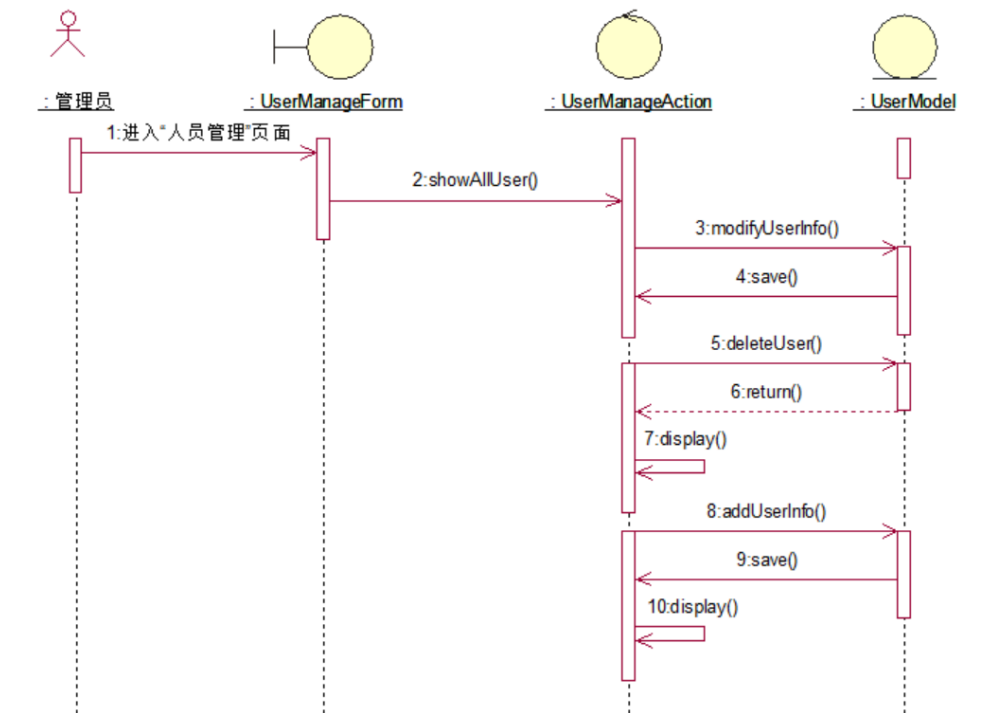 : 管理员
: UserManageForm
: UserManageAction
: UserModel
1:进入“人员管理”页面
2:showAllUser()
3:modifyUserInfo()
4:save()
5:deleteUser()
6:return()
7:display()
8:addUserInfo()
9:save()
10:display()